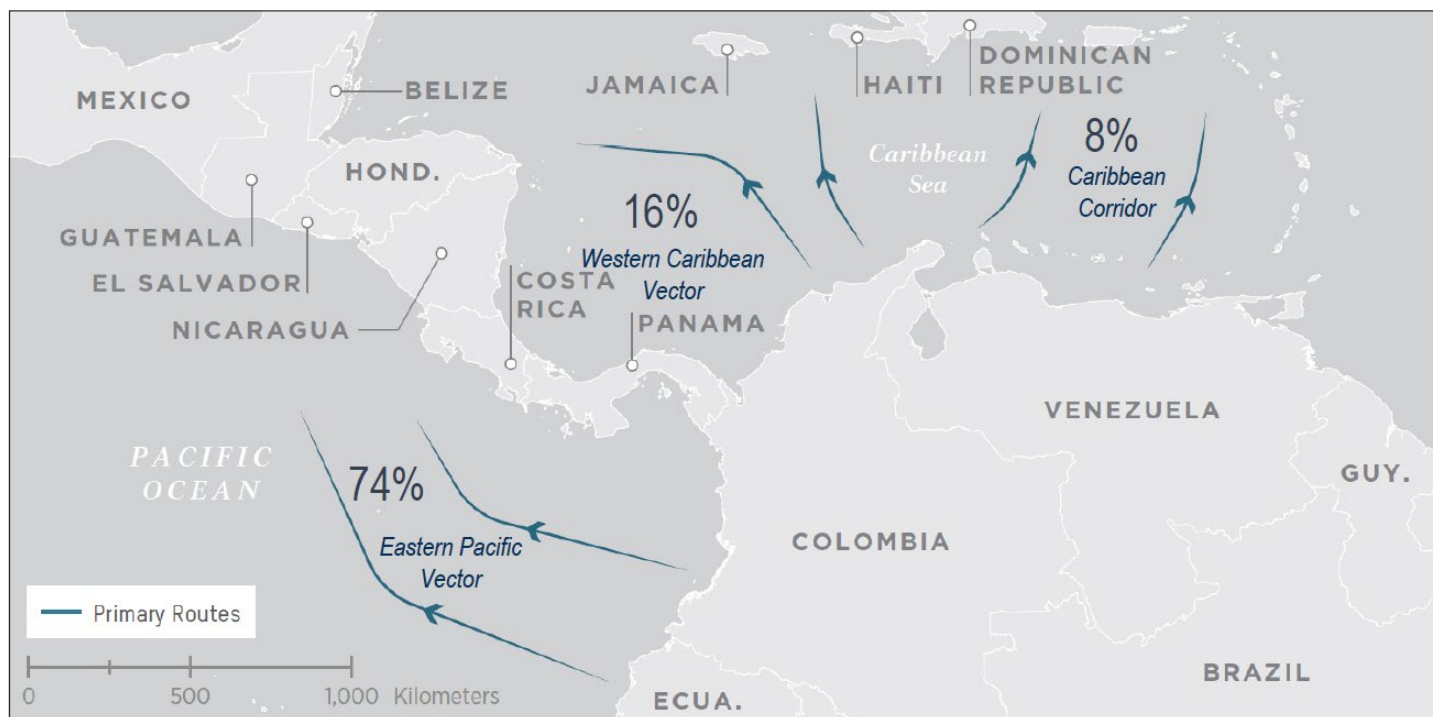 MEXICO
BELIZE
JAMAICA
HAITI
DOMINICAN
REPUBLIC
HOND.
16%
Western Caribbean
Vector
Caribbean
Sea
8%
Caribbean
Corridor
GUATEMALA
EL SALVADOR
NICARAGUA
COSTA
RICA
PANAMA
VENEZUELA
GUY.
PACIFIC
OCEAN
74%
Eastern Pacific
Vector
COLOMBIA
BRAZIL
ECUA.
Primary Routes
0 500 1,000 Kilometers